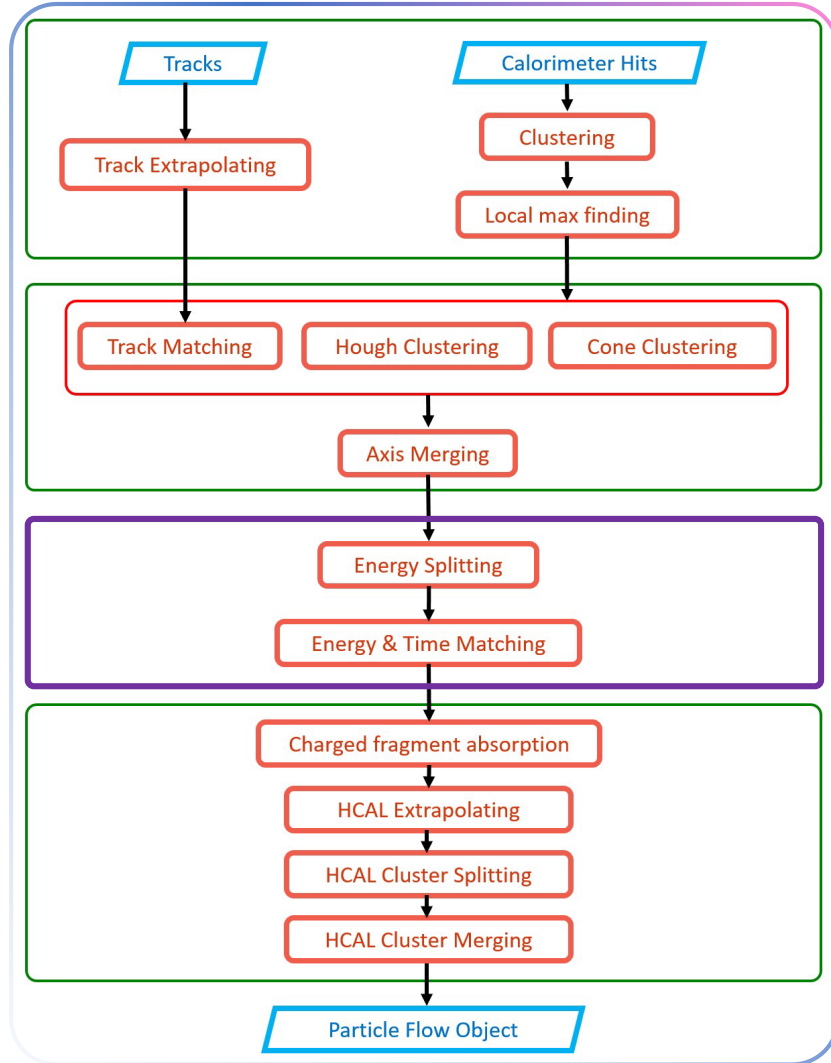 Tracks
Calorimeter Hits
Track Extrapolating
Clustering
Local max finding
Track Matching
Hough Clustering
Cone Clustering
Axis Merging
Energy Splitting
Energy & Time Matching
Charged fragment absorption
HCAL Extrapolating
HCAL Cluster Splitting
HCAL Cluster Merging
Particle Flow Object